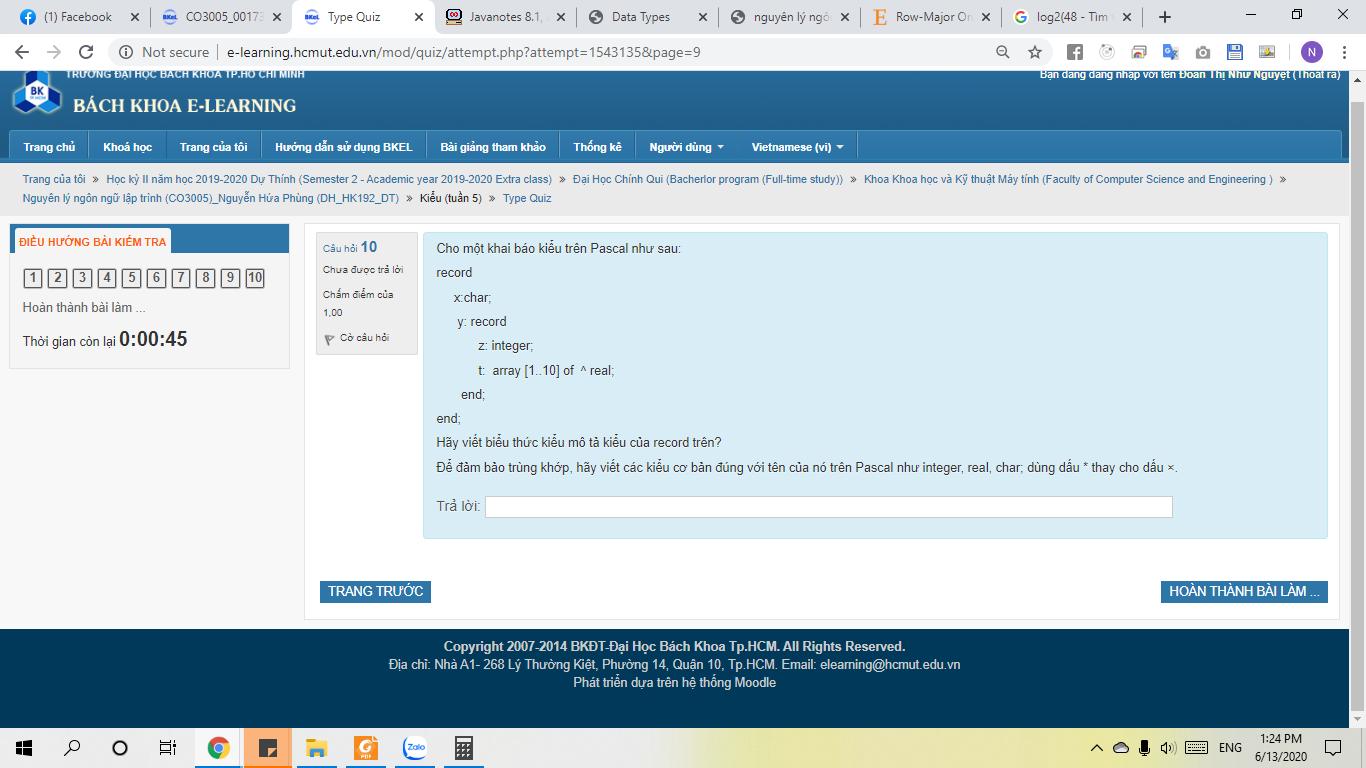 (1) Facebook
CO3005_00173
Type Quiz
Javanotes 8.1,
Data Types
nguyên lý ngôn
Row-Major Or
log2(48 - Tìm
Not secure | e-learning.hcmut.edu.vn/mod/quiz/attempt.php?attempt=1543135&page=9
N
TRƯỜNG ĐẠI HỌC BÁCH KHOA TP.HỒ CHÍ MINH
Bạn đang đăng nhập với tên Đoàn Thị Như Nguyệt (Thoát ra)
BK
BÁCH KHOA E-LEARNING
Trang chủ
Khoá học
Trang của tôi
Hướng dẫn sử dụng BKEL
Bài giảng tham khảo
Thống kê
Người dùng
Vietnamese (vi)
Trang của tôi » Học kỳ II năm học 2019-2020 Dự Thính (Semester 2 - Academic year 2019-2020 Extra class) » Đại Học Chính Qui (Bacherlor program (Full-time study)) » Khoa Khoa học và Kỹ thuật Máy tính (Faculty of Computer Science and Engineering ) »
Nguyên lý ngôn ngữ lập trình (CO3005)_Nguyễn Hứa Phùng (DH_HK192_DT) » Kiểu (tuần 5) » Type Quiz
ĐIỀU HƯỚNG BÀI KIỂM TRA
1 2 3 4 5 6 7 8 9 10
Hoàn thành bài làm ...
Thời gian còn lại 0:00:45
Câu hỏi 10
Chưa được trả lời
Chấm điểm của
1,00
Cờ câu hỏi
Cho một khai báo kiểu trên Pascal như sau:
record
x:char;
y: record
z: integer;
t: array [1..10] of ^ real;
end;
end;
Hãy viết biểu thức kiểu mô tả kiểu của record trên?
Để đảm bảo trùng khớp, hãy viết các kiểu cơ bản đúng với tên của nó trên Pascal như integer, real, char; dùng dấu * thay cho dấu ×.
Trả lời:
TRANG TRƯỚC
HOÀN THÀNH BÀI LÀM ...
Copyright 2007-2014 BKĐT-Đại Học Bách Khoa Tp.HCM. All Rights Reserved.
Địa chỉ: Nhà A1- 268 Lý Thường Kiệt, Phường 14, Quận 10, Tp.HCM. Email: elearning@hcmut.edu.vn
Phát triển dựa trên hệ thống Moodle
PDF
Zalo
ENG
1:24 PM
6/13/2020